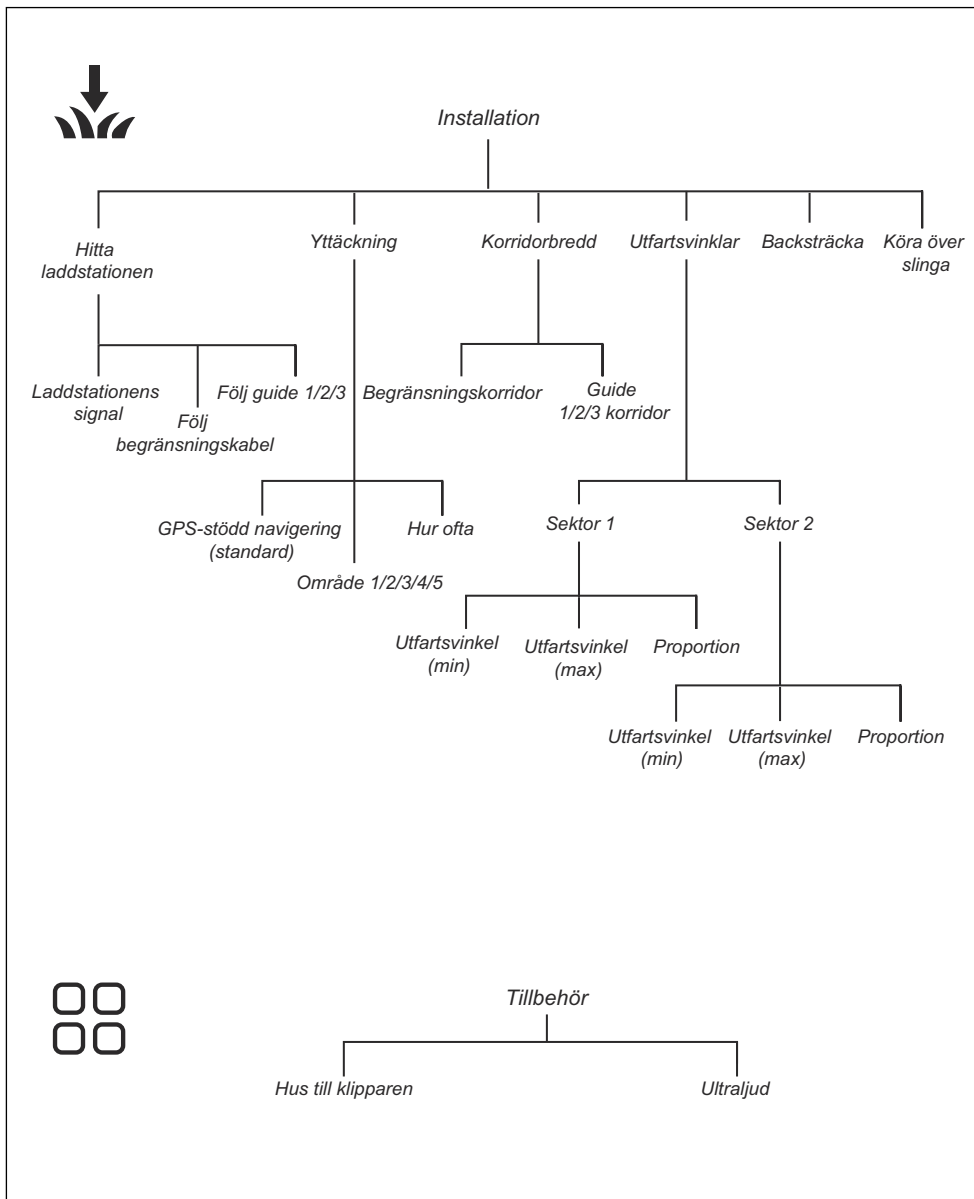 Installation
Hitta
laddstationen
Yttäckning
Korridorbredd
Utfartsvinklar
Backsträcka
Köra över
slinga
Laddstationens
signal
Följ
begränsningskabel
Följ guide 1/2/3
Begränsningskorridor
Guide
1/2/3 korridor
GPS-stödd navigering
(standard)
Område 1/2/3/4/5
Hur ofta
Sektor 1
Sektor 2
Utfartsvinkel
(min)
Utfartsvinkel
(max)
Proportion
Utfartsvinkel
(min)
Utfartsvinkel
(max)
Proportion
Tillbehör
Hus till klipparen
Ultraljud